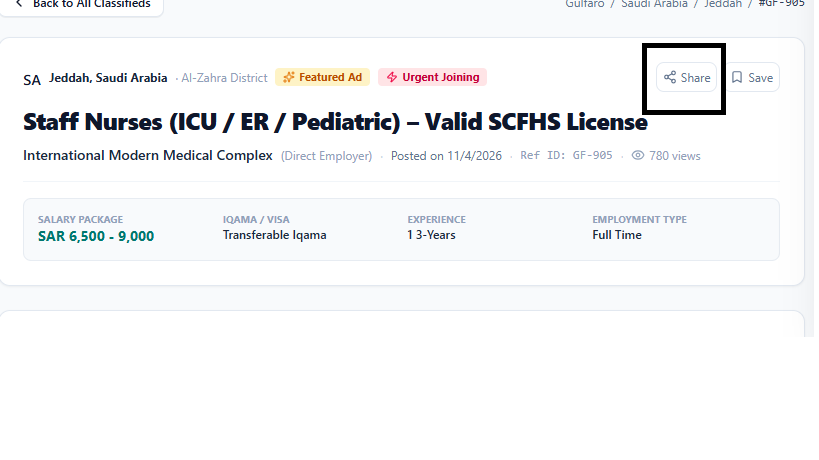 Back to All Classifieds
Gulfaro / Saudi Arabia / Jeddah / #GF-905
SA Jeddah, Saudi Arabia · Al-Zahra District Featured Ad Urgent Joining Share Save
Staff Nurses (ICU / ER / Pediatric) – Valid SCFHS License
International Modern Medical Complex (Direct Employer) · Posted on 11/4/2026 · Ref ID: GF-905 · 780 views
SALARY PACKAGE
SAR 6,500 - 9,000
IQAMA / VISA
Transferable Iqama
EXPERIENCE
1 3-Years
EMPLOYMENT TYPE
Full Time